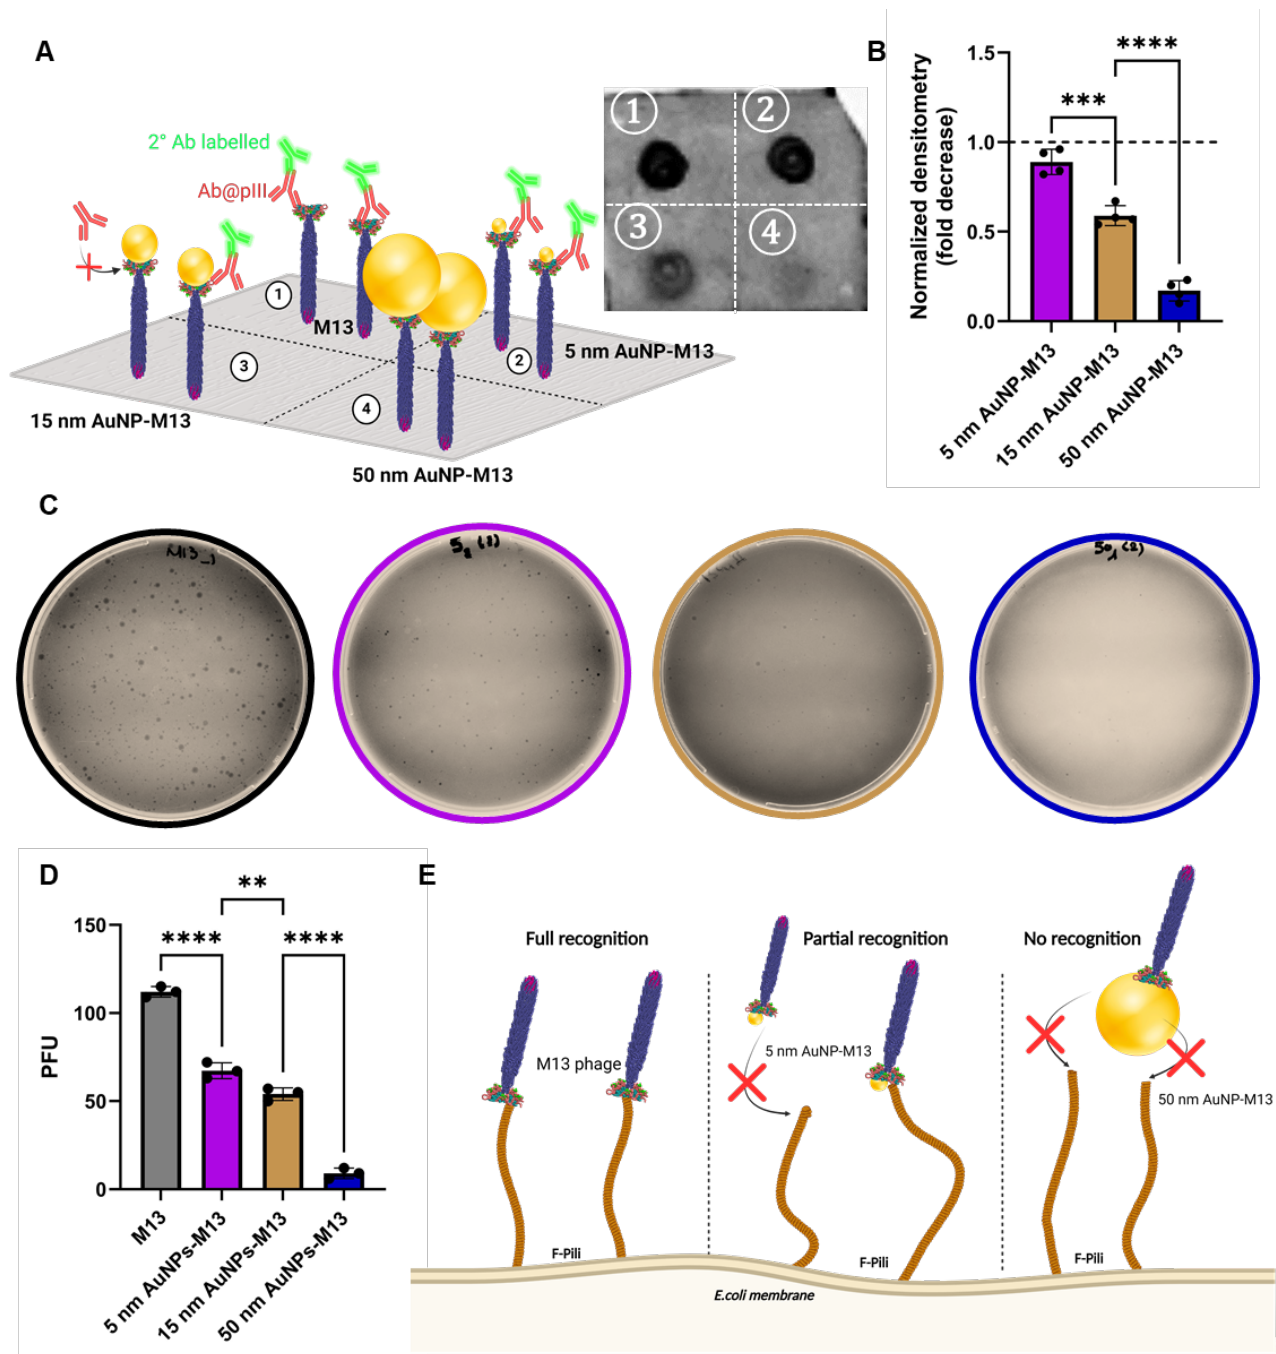 A
2° Ab labelled
Ab@pIII
1
M13
2
5 nm AuNP-M13
3
4
15 nm AuNP-M13
50 nm AuNP-M13
1
2
3
4
B
Normalized densitometry
(fold decrease)
1.5
1.0
0.5
0.0
***
****
5 nm AuNP-M13
15 nm AuNP-M13
50 nm AuNP-M13
C
M13_1
D
PFU
150
100
50
0
****
**
****
M13
5 nm AuNPs-M13
15 nm AuNPs-M13
50 nm AuNPs-M13
E
Full recognition
Partial recognition
No recognition
M13 phage
5 nm AuNP-M13
50 nm AuNP-M13
F-Pili
F-Pili
F-Pili
E.coli membrane